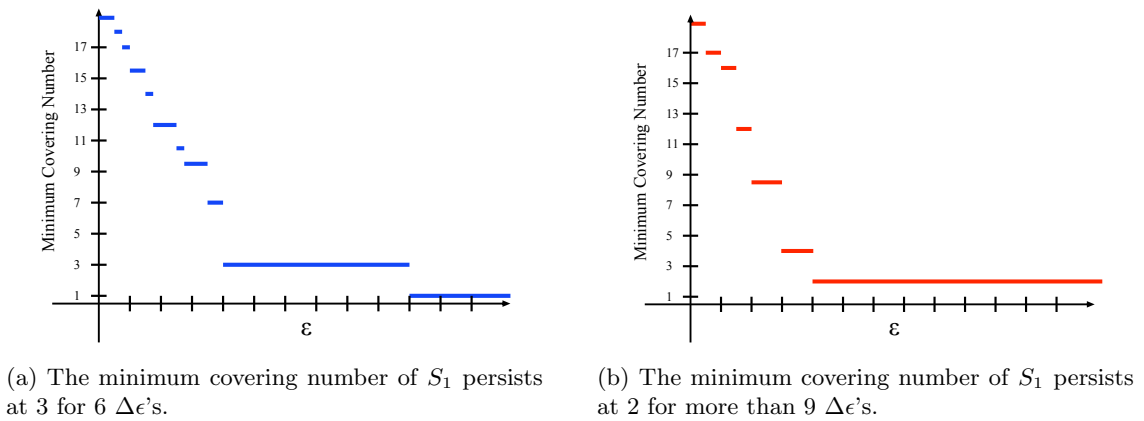 Minimum Covering Number
17
15
13
11
9
7
5
3
1
ε
(a) The minimum covering number of S₁ persists
at 3 for 6 Δϵ's.
Minimum Covering Number
17
15
13
11
9
7
5
3
1
ε
(b) The minimum covering number of S₁ persists
at 2 for more than 9 Δϵ's.